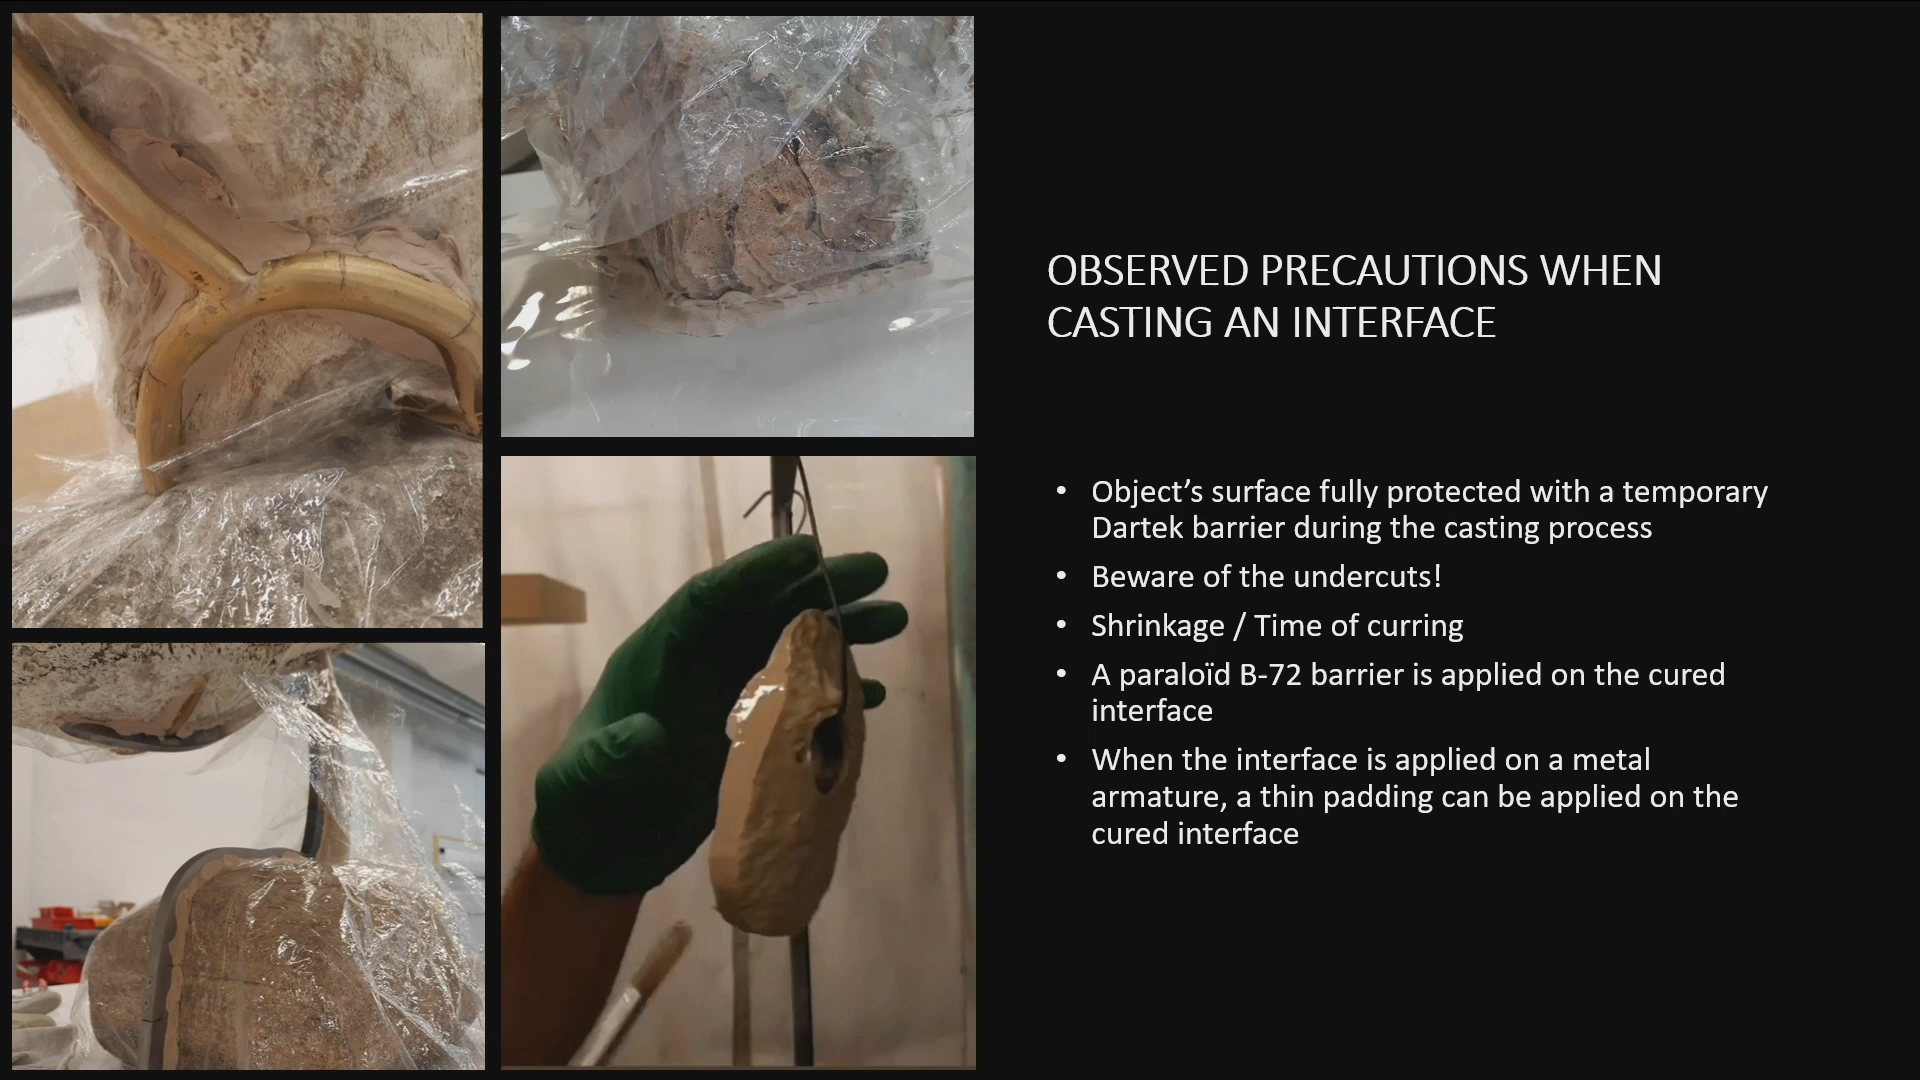 OBSERVED PRECAUTIONS WHEN
CASTING AN INTERFACE
• Object’s surface fully protected with a temporary
Dartek barrier during the casting process
• Beware of the undercuts!
• Shrinkage / Time of curring
• A paraloïd B-72 barrier is applied on the cured
interface
• When the interface is applied on a metal
armature, a thin padding can be applied on the
cured interface